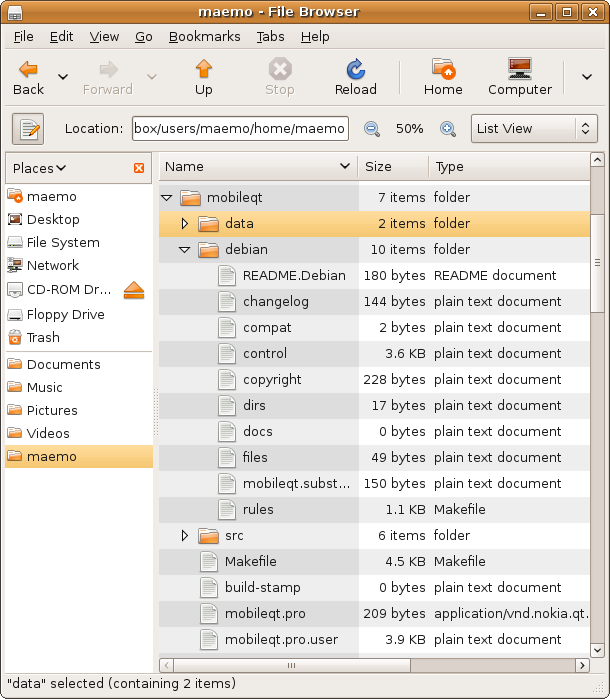 maemo - File Browser
File Edit View Go Bookmarks Tabs Help
Back Forward Up Stop Reload Home Computer
Location: box/users/maemo/home/maemo 50% List View
Places
maemo
Desktop
File System
Network
CD-ROM Dr...
Floppy Drive
Trash
Documents
Music
Pictures
Videos
maemo
Name Size Type
mobileqt 7 items folder
data 2 items folder
debian 10 items folder
README.Debian 180 bytes README document
changelog 144 bytes plain text document
compat 2 bytes plain text document
control 3.6 KB plain text document
copyright 228 bytes plain text document
dirs 17 bytes plain text document
docs 0 bytes plain text document
files 49 bytes plain text document
mobileqt.subst... 150 bytes plain text document
rules 1.1 KB Makefile
src 6 items folder
Makefile 4.5 KB Makefile
build-stamp 0 bytes plain text document
mobileqt.pro 209 bytes application/vnd.nokia.qt.
mobileqt.pro.user 3.9 KB plain text document
"data" selected (containing 2 items)